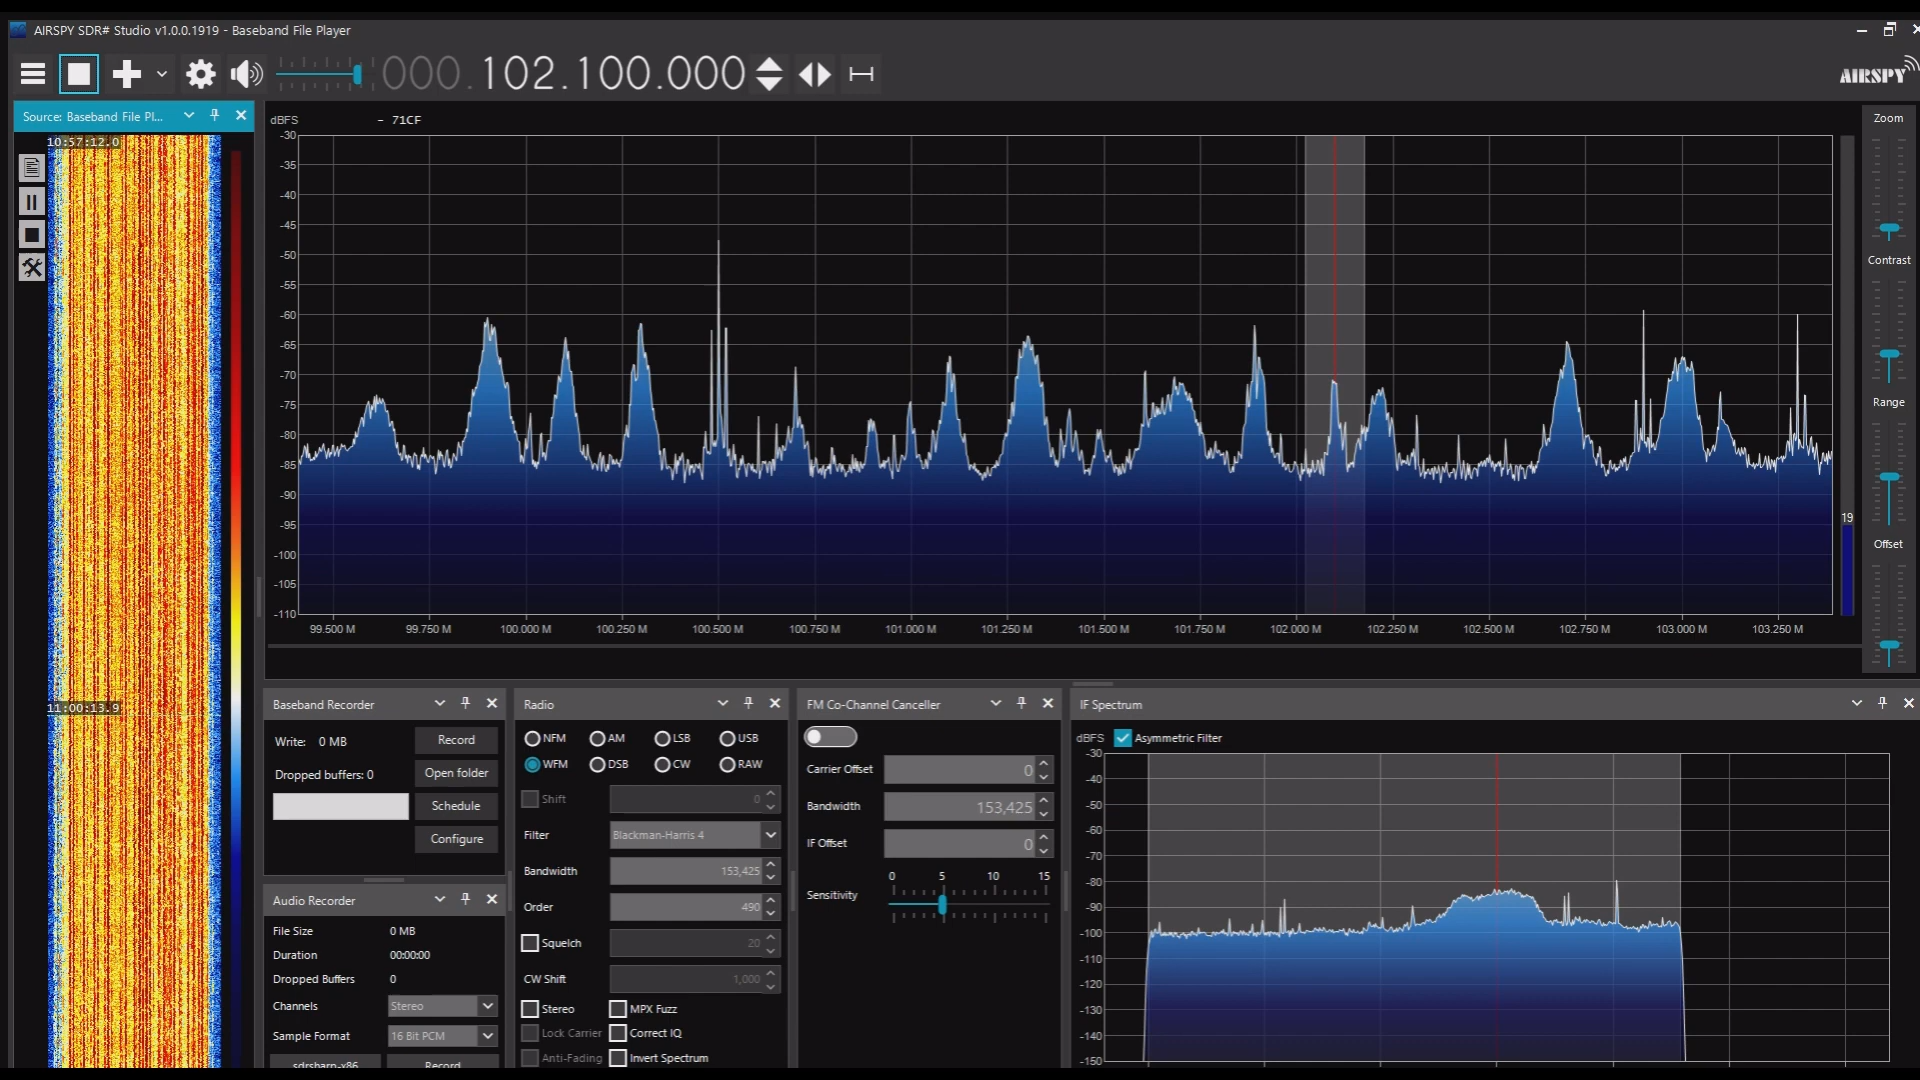 AIRSPY SDR# Studio v1.0.0.1919 - Baseband File Player
000.102.100.000
AIRSPY
Source: Baseband File Pl...
10:57:12.0
11:00:13.9
dBFS
- 71CF
-30
-35
-40
-45
-50
-55
-60
-65
-70
-75
-80
-85
-90
-95
-100
-105
-110
99.500 M 99.750 M 100.000 M 100.250 M 100.500 M 100.750 M 101.000 M 101.250 M 101.500 M 101.750 M 102.000 M 102.250 M 102.500 M 102.750 M 103.000 M 103.250 M
19
Zoom
Contrast
Range
Offset
Baseband Recorder
Write: 0 MB
Record
Dropped buffers: 0
Open folder
Schedule
Configure
Audio Recorder
File Size 0 MB
Duration 00:00:00
Dropped Buffers 0
Channels Stereo
Sample Format 16 Bit PCM
sdrsharp-x86 Record
Radio
NFM AM LSB USB
WFM DSB CW RAW
Shift 0
Filter Blackman-Harris 4
Bandwidth 153,425
Order 490
Squelch 20
CW Shift 1,000
Stereo MPX Fuzz
Lock Carrier Correct IQ
Anti-Fading Invert Spectrum
FM Co-Channel Canceller
Carrier Offset 0
Bandwidth 153,425
IF Offset 0
0 5 10 15
Sensitivity
IF Spectrum
dBFS Asymmetric Filter
-30
-40
-50
-60
-70
-80
-90
-100
-110
-120
-130
-140
-150